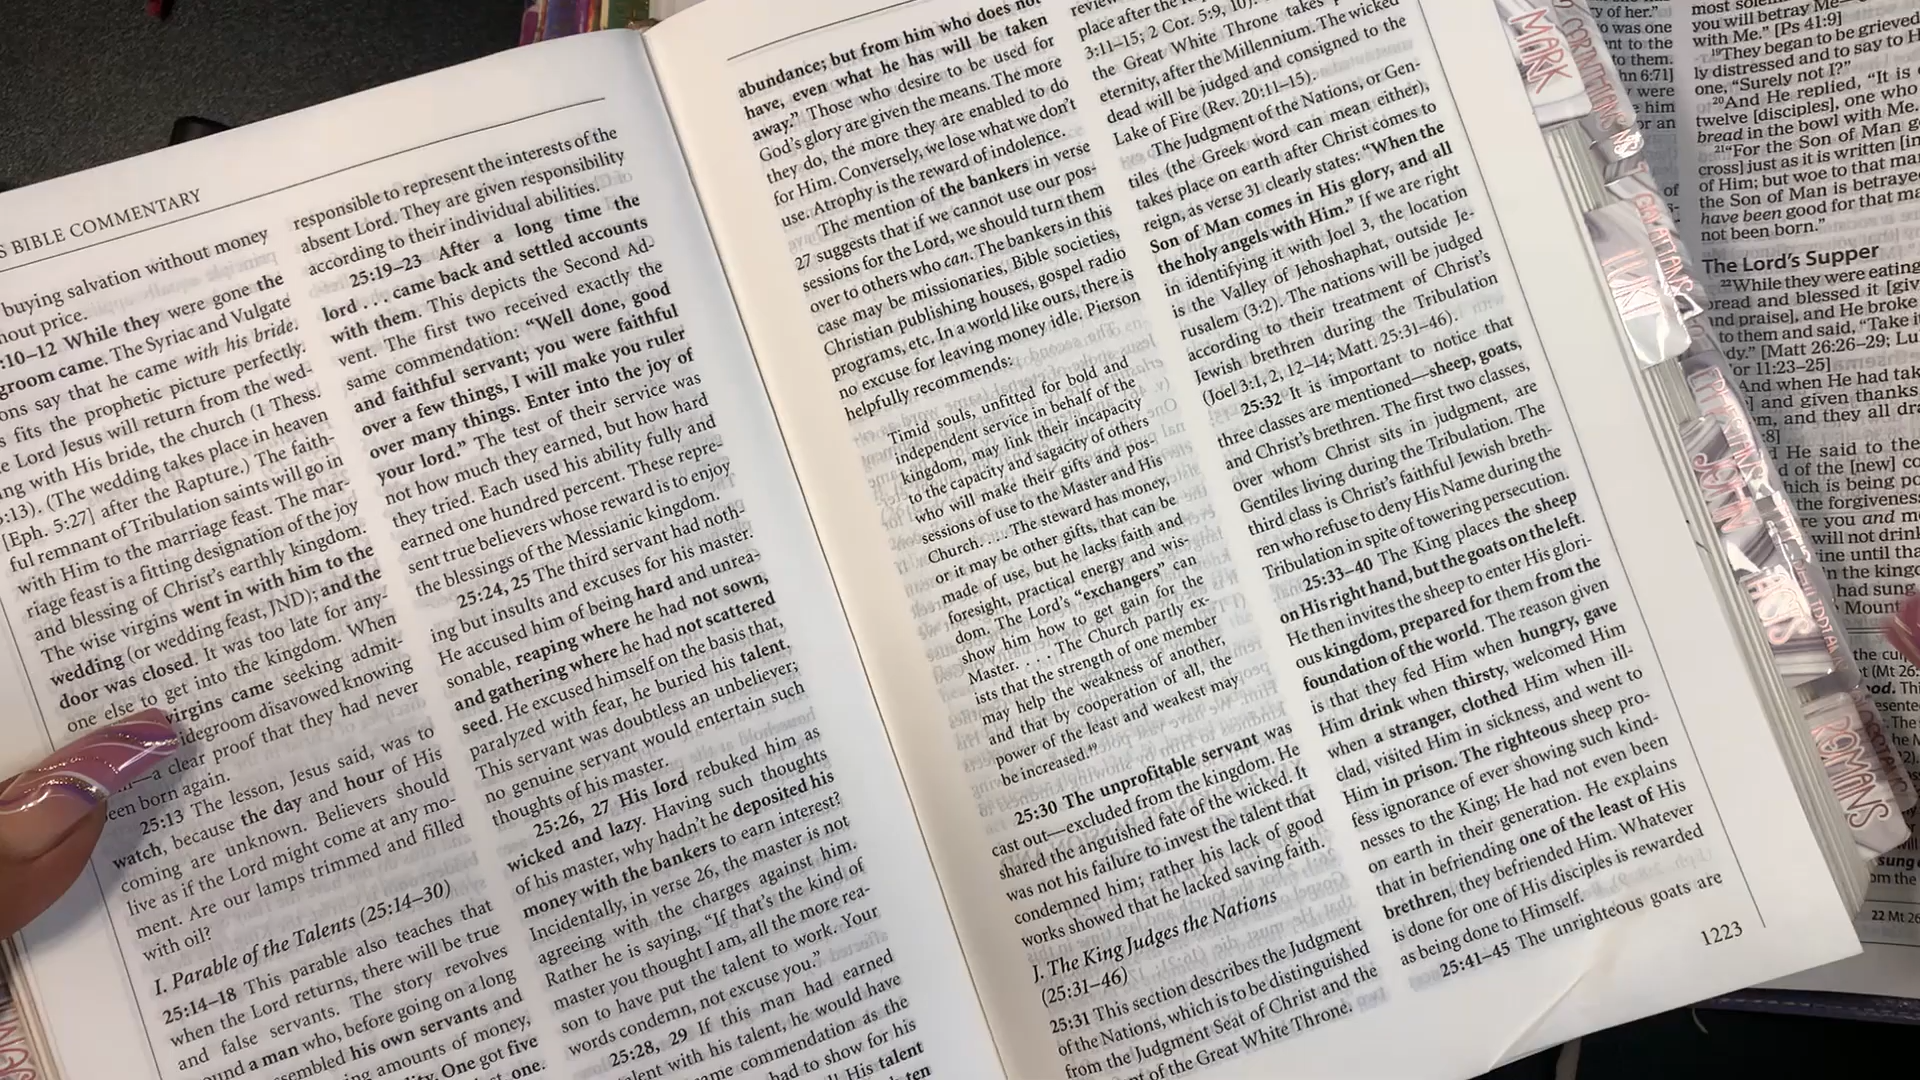 S BIBLE COMMENTARY
buying salvation without money
out price.
:10–12 While they were gone the
groom came. The Syriac and Vulgate
ons say that he came with his bride.
s fits the prophetic picture perfectly.
e Lord Jesus will return from the wed-
ng with His bride, the church (1 Thess.
:13). (The wedding takes place in heaven
[Eph. 5:27] after the Rapture.) The faith-
ful remnant of Tribulation saints will go in
with Him to the marriage feast. The mar-
riage feast is a fitting designation of the joy
and blessing of Christ's earthly kingdom.
The wise virgins went in with him to the
wedding (or wedding feast, JND); and the
door was closed. It was too late for any-
one else to get into the kingdom. When
virgins came seeking admit-
idegroom disavowed knowing
—a clear proof that they had never
een born again.
25:13 The lesson, Jesus said, was to
watch, because the day and hour of His
coming are unknown. Believers should
live as if the Lord might come at any mo-
ment. Are our lamps trimmed and filled
with oil?
I. Parable of the Talents (25:14–30)
25:14–18 This parable also teaches that
when the Lord returns, there will be true
and false servants. The story revolves
ound a man who, before going on a long
sembled his own servants and
ing amounts of money,
lity. One got five
st one.
responsible to represent the interests of the
absent Lord. They are given responsibility
according to their individual abilities.
25:19–23 After a long time the
lord . . . came back and settled accounts
with them. This depicts the Second Ad-
vent. The first two received exactly the
same commendation: "Well done, good
and faithful servant; you were faithful
over a few things, I will make you ruler
over many things. Enter into the joy of
your lord." The test of their service was
not how much they earned, but how hard
they tried. Each used his ability fully and
earned one hundred percent. These repre-
sent true believers whose reward is to enjoy
the blessings of the Messianic kingdom.
25:24, 25 The third servant had noth-
ing but insults and excuses for his master.
He accused him of being hard and unrea-
sonable, reaping where he had not sown,
and gathering where he had not scattered
seed. He excused himself on the basis that,
paralyzed with fear, he buried his talent.
This servant was doubtless an unbeliever;
no genuine servant would entertain such
thoughts of his master.
25:26, 27 His lord rebuked him as
wicked and lazy. Having such thoughts
of his master, why hadn't he deposited his
money with the bankers to earn interest?
Incidentally, in verse 26, the master is not
agreeing with the charges against him.
Rather he is saying, "If that's the kind of
master you thought I am, all the more rea-
son to have put the talent to work. Your
words condemn, not excuse you."
25:28, 29 If this man had earned
talent with his talent, he would have
me commendation as the
had to show for his
His talent
ten
abundance; but from him who does not
have, even what he has will be taken
away." Those who desire to be used for
God's glory are given the means. The more
they do, the more they are enabled to do
for Him. Conversely, we lose what we don't
use. Atrophy is the reward of indolence.
The mention of the bankers in verse
27 suggests that if we cannot use our pos-
sessions for the Lord, we should turn them
over to others who can. The bankers in this
case may be missionaries, Bible societies,
Christian publishing houses, gospel radio
programs, etc. In a world like ours, there is
no excuse for leaving money idle. Pierson
helpfully recommends:
Timid souls, unfitted for bold and
independent service in behalf of the
kingdom, may link their incapacity
to the capacity and sagacity of others
who will make their gifts and pos-
sessions of use to the Master and His
Church. . . . The steward has money,
or it may be other gifts, that can be
made of use, but he lacks faith and
foresight, practical energy and wis-
dom. The Lord's "exchangers" can
show him how to get gain for the
Master. . . . The Church partly ex-
ists that the strength of one member
may help the weakness of another,
and that by cooperation of all, the
power of the least and weakest may
be increased.
25:30 The unprofitable servant was
cast out—excluded from the kingdom. He
shared the anguished fate of the wicked. It
was not his failure to invest the talent that
condemned him; rather his lack of good
works showed that he lacked saving faith.
J. The King Judges the Nations
(25:31–46)
25:31 This section describes the Judgment
of the Nations, which is to be distinguished
from the Judgment Seat of Christ and the
nt of the Great White Throne.
review
place after the
3:11–15; 2 Cor. 5:9, 10).
the Great White Throne takes
eternity, after the Millennium. The wicked
dead will be judged and consigned to the
Lake of Fire (Rev. 20:11–15).
The Judgment of the Nations, or Gen-
tiles (the Greek word can mean either),
takes place on earth after Christ comes to
reign, as verse 31 clearly states: "When the
Son of Man comes in His glory, and all
the holy angels with Him." If we are right
in identifying it with Joel 3, the location
is the Valley of Jehoshaphat, outside Je-
rusalem (3:2). The nations will be judged
according to their treatment of Christ's
Jewish brethren during the Tribulation
(Joel 3:1, 2, 12–14; Matt. 25:31–46).
25:32 It is important to notice that
three classes are mentioned—sheep, goats,
and Christ's brethren. The first two classes,
over whom Christ sits in judgment, are
Gentiles living during the Tribulation. The
third class is Christ's faithful Jewish breth-
ren who refuse to deny His Name during the
Tribulation in spite of towering persecution.
25:33–40 The King places the sheep
on His right hand, but the goats on the left.
He then invites the sheep to enter His glori-
ous kingdom, prepared for them from the
foundation of the world. The reason given
is that they fed Him when hungry, gave
Him drink when thirsty, welcomed Him
when a stranger, clothed Him when ill-
clad, visited Him in sickness, and went to
Him in prison. The righteous sheep pro-
fess ignorance of ever showing such kind-
nesses to the King; He had not even been
on earth in their generation. He explains
that in befriending one of the least of His
brethren, they befriended Him. Whatever
is done for one of His disciples is rewarded
as being done to Himself.
25:41–45 The unrighteous goats are
1223
MARK
LUKE
JOHN
ACTS
ROMANS
2 CORINTHIANS
GALATIANS
EPHESIANS
y of her."
was one
nt to the
to them.
hn 6:71]
were
him
or an
most solem
you will betray Me—
with Me." [Ps 41:9]
19They began to be grieved
ly distressed and to say to H
one, "Surely not I?"
20And He replied, "It is
twelve [disciples], one who
bread in the bowl with Me.
21"For the Son of Man g
cross] just as it is written [in
of Him; but woe to that ma
the Son of Man is betraye
have been good for that ma
not been born."
The Lord's Supper
22While they were eating
bread and blessed it [giv
and praise], and He broke
to them and said, "Take it
dy." [Matt 26:26–29; Lu
or 11:23–25]
And when He had tak
] and given thanks
m, and they all dra
:8]
He said to the
d of the [new] co
hich is being po
the forgiveness
re you and me
will not drink
ine until tha
n the kingd
had sung
Mount
22 Mt 26